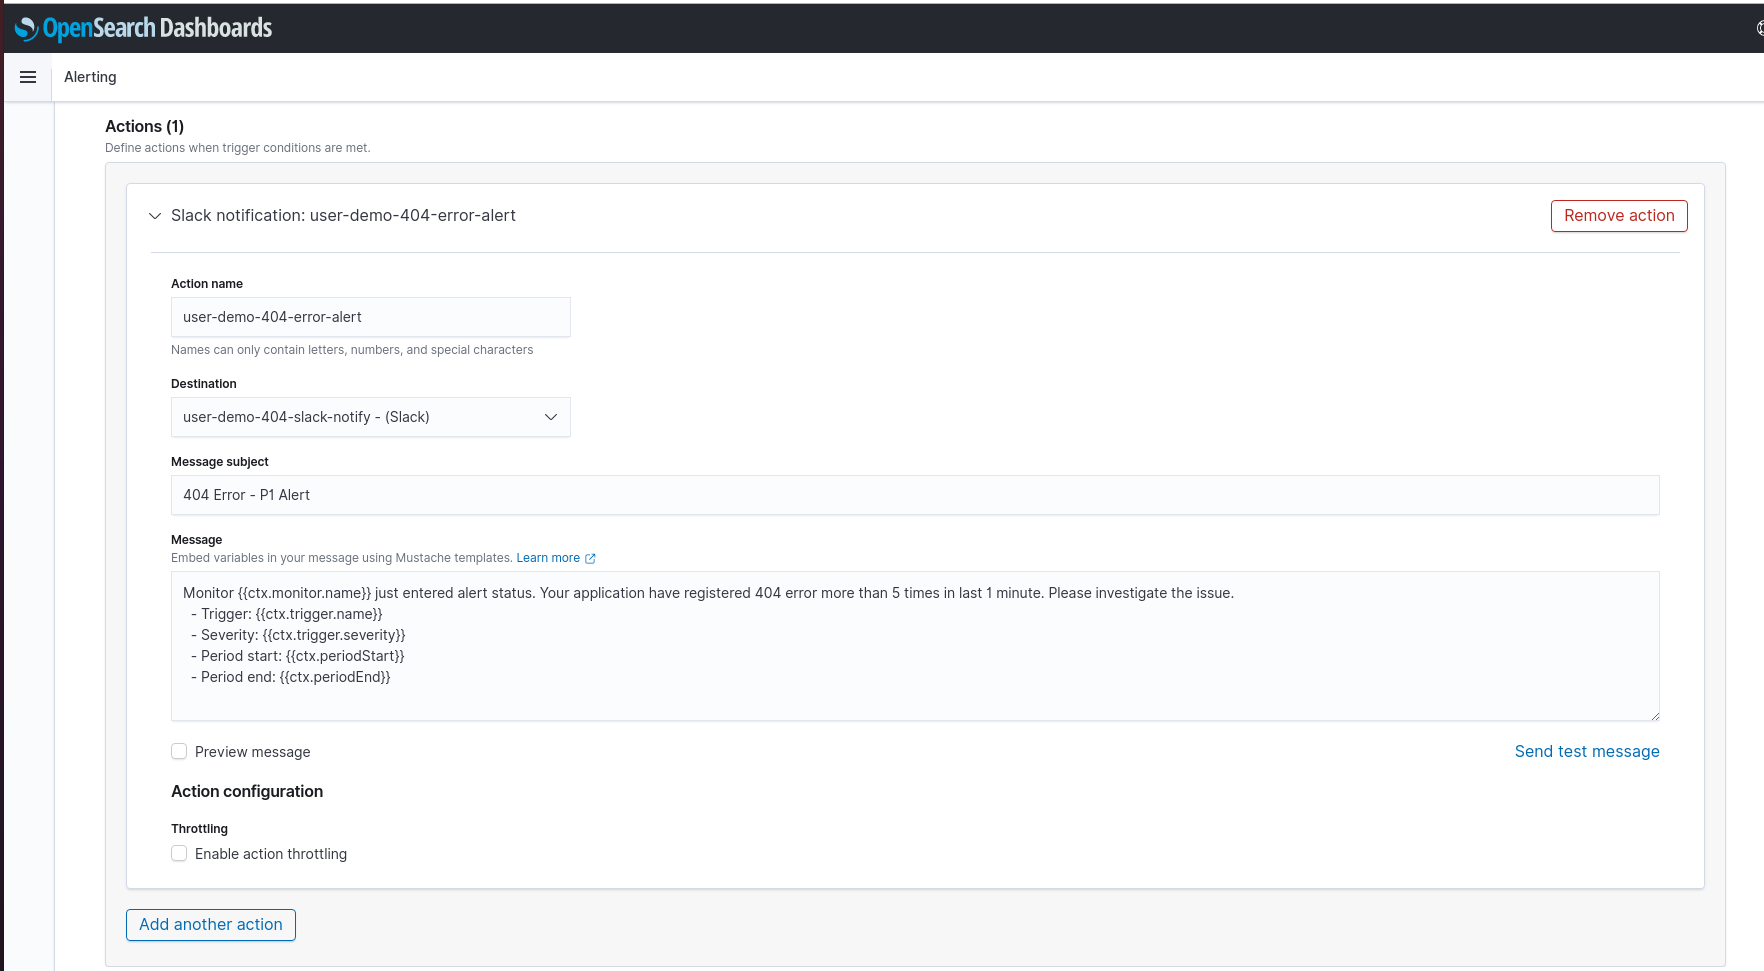 OpenSearch Dashboards
Alerting
Actions (1)
Define actions when trigger conditions are met.
Slack notification: user-demo-404-error-alert
Remove action
Action name
user-demo-404-error-alert
Names can only contain letters, numbers, and special characters
Destination
user-demo-404-slack-notify - (Slack)
Message subject
404 Error - P1 Alert
Message
Embed variables in your message using Mustache templates. Learn more
Monitor {{ctx.monitor.name}} just entered alert status. Your application have registered 404 error more than 5 times in last 1 minute. Please investigate the issue.
- Trigger: {{ctx.trigger.name}}
- Severity: {{ctx.trigger.severity}}
- Period start: {{ctx.periodStart}}
- Period end: {{ctx.periodEnd}}
Preview message
Send test message
Action configuration
Throttling
Enable action throttling
Add another action